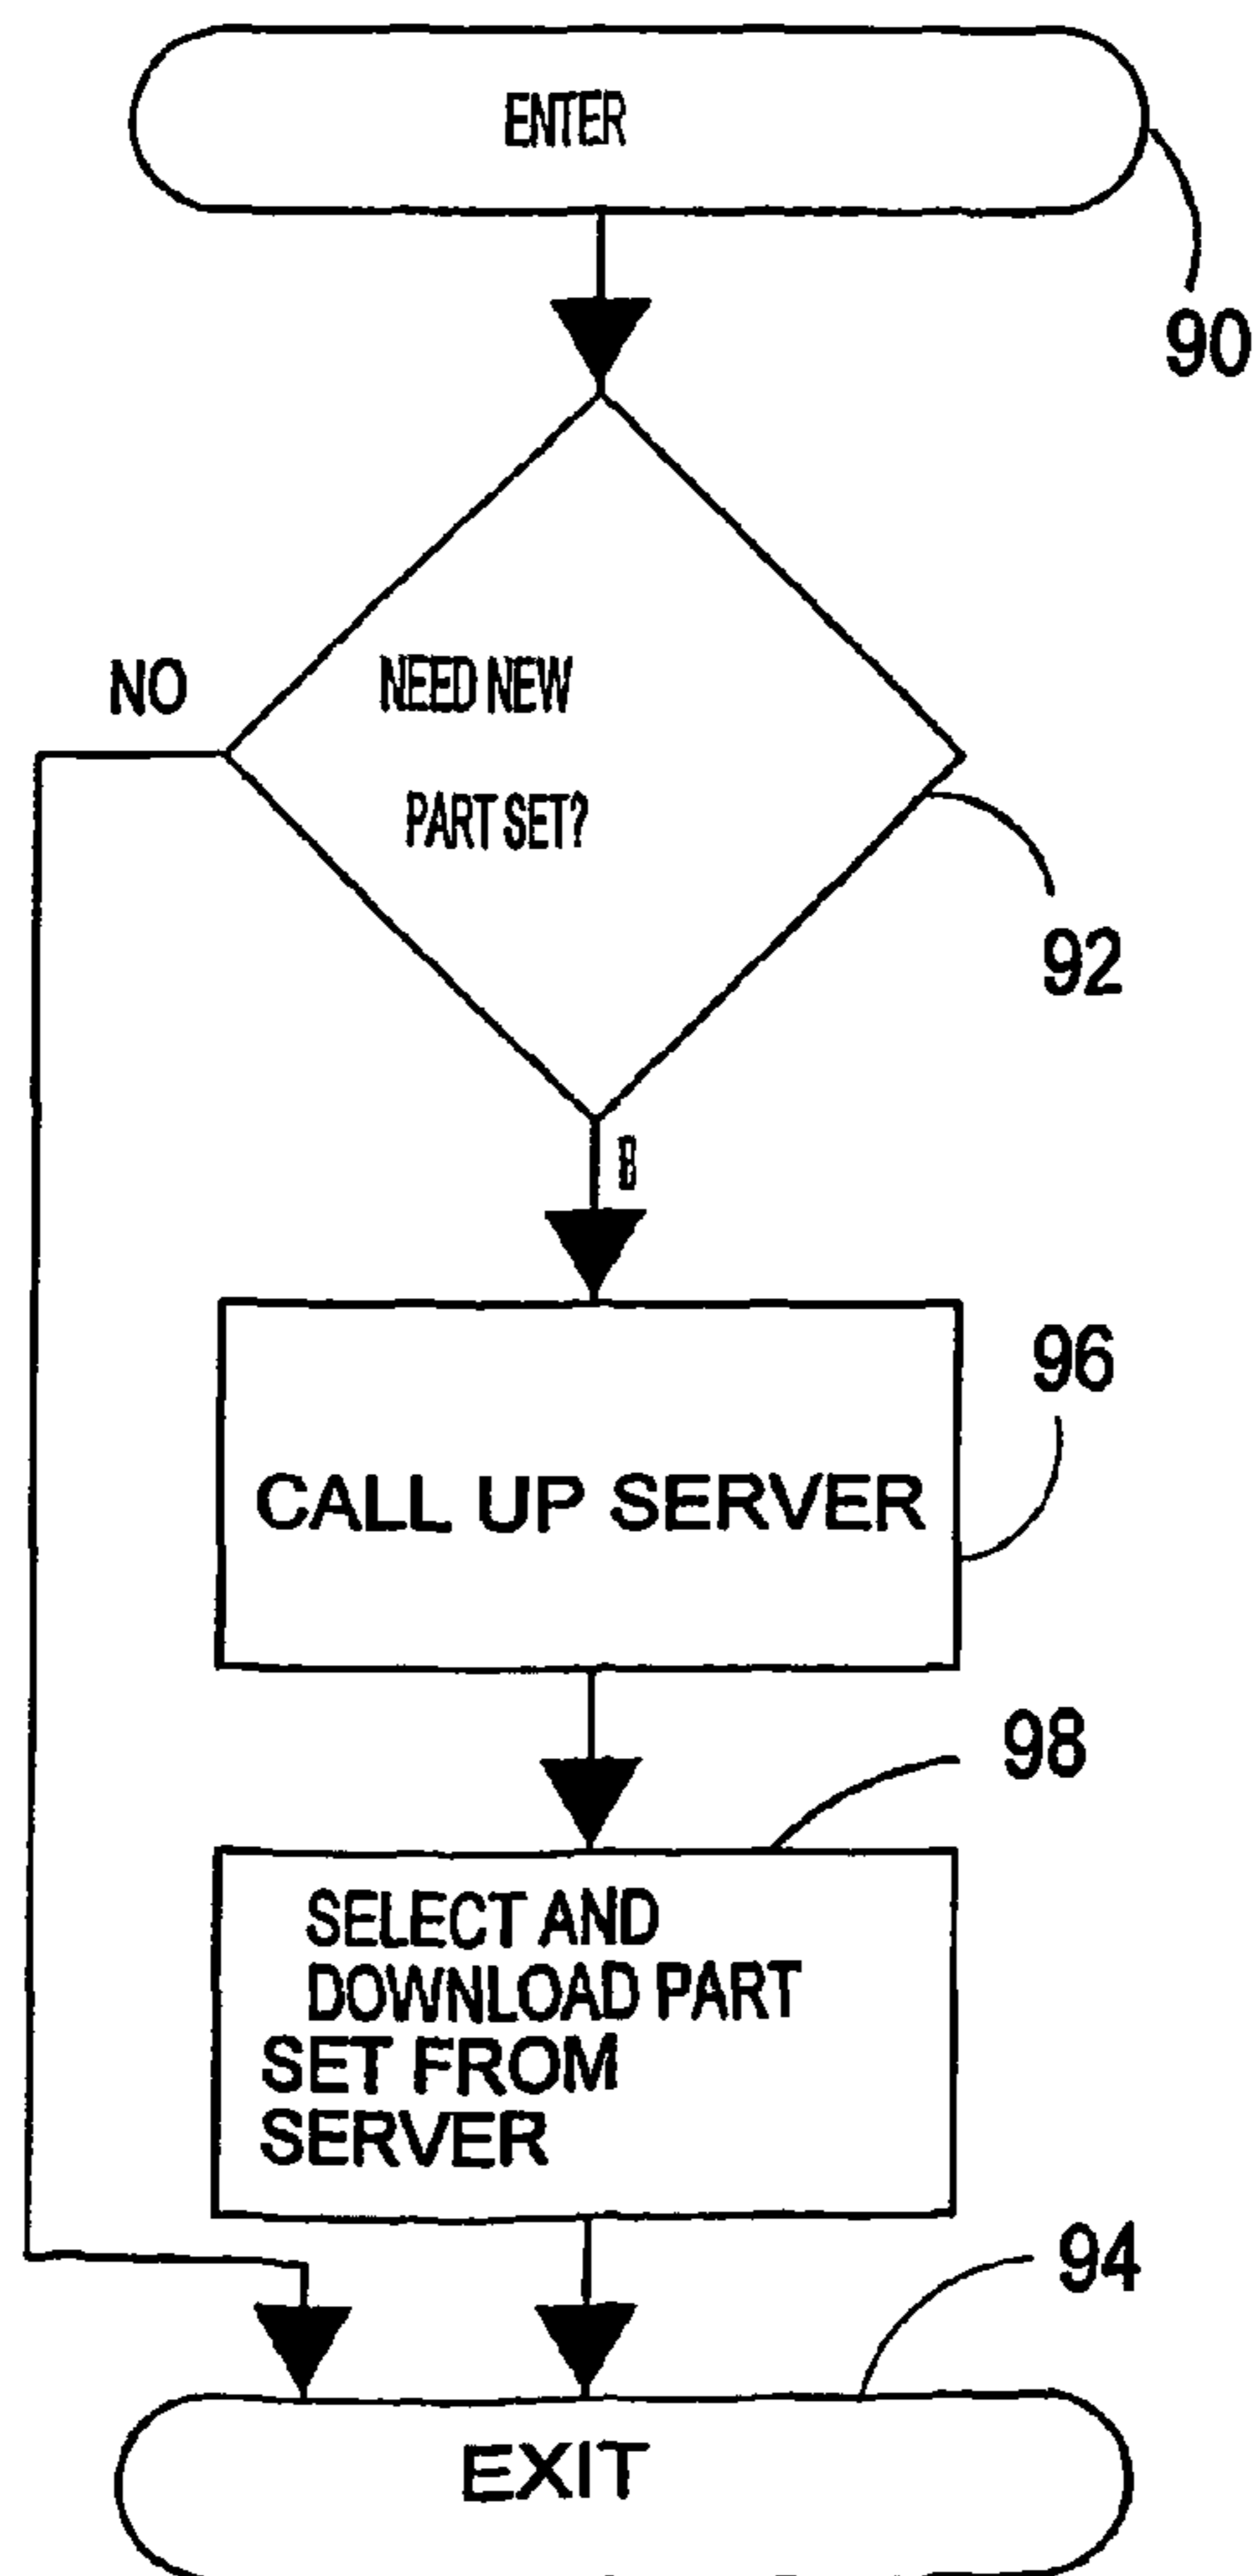 ENTER
90
NO
NEED NEW
PART SET?
92
96
CALL UP SERVER
98
SELECT AND
DOWNLOAD PART
SET FROM
SERVER
94
EXIT